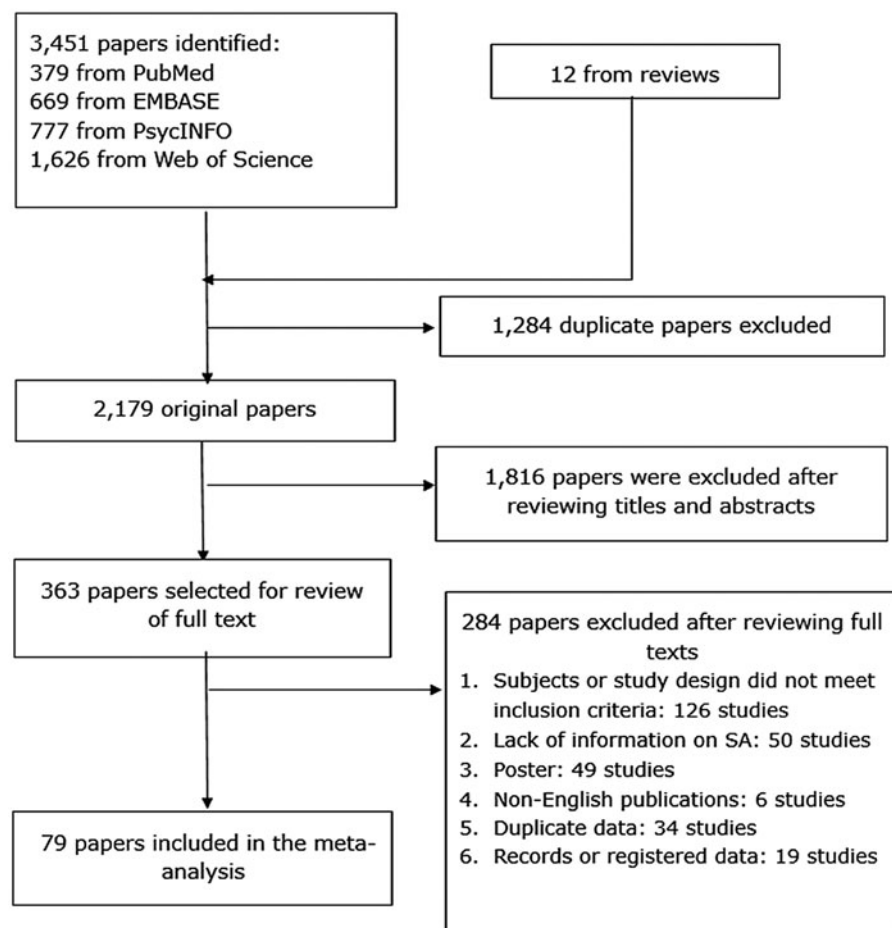 3,451 papers identified:
379 from PubMed
669 from EMBASE
777 from PsycINFO
1,626 from Web of Science
12 from reviews
1,284 duplicate papers excluded
2,179 original papers
1,816 papers were excluded after
reviewing titles and abstracts
363 papers selected for review
of full text
284 papers excluded after reviewing full
texts
1. Subjects or study design did not meet
inclusion criteria: 126 studies
2. Lack of information on SA: 50 studies
3. Poster: 49 studies
4. Non-English publications: 6 studies
5. Duplicate data: 34 studies
6. Records or registered data: 19 studies
79 papers included in the meta-
analysis